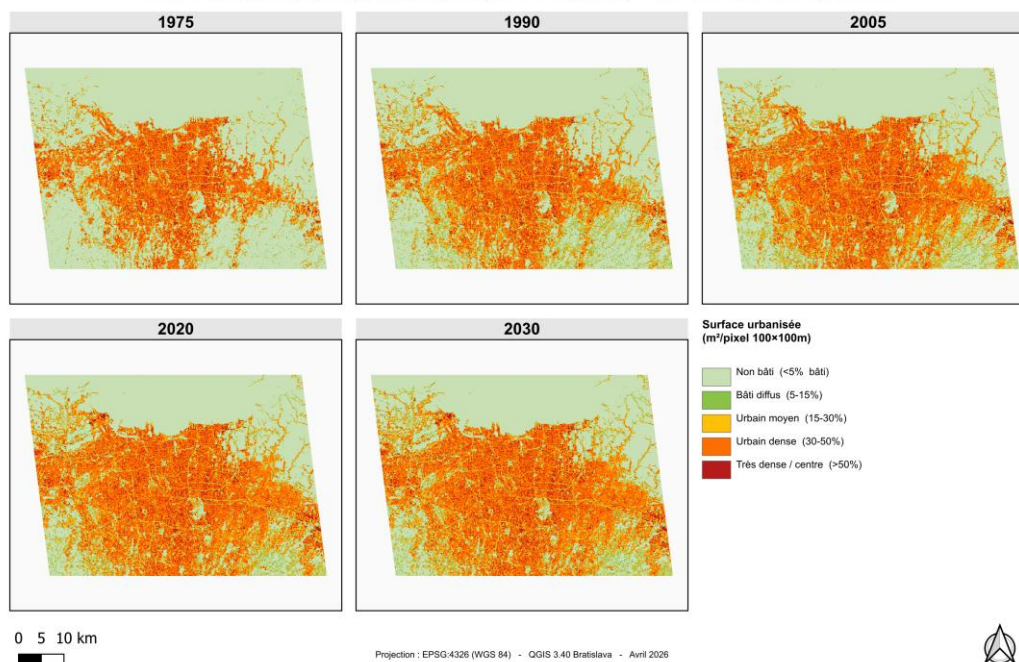 1975
1990
2005
2020
2030
Surface urbanisée
(m²/pixel 100×100m)
Non bâti (<5% bâti)
Bâti diffus (5-15%)
Urbain moyen (15-30%)
Urbain dense (30-50%)
Très dense / centre (>50%)
0 5 10 km
Projection : EPSG:4326 (WGS 84) - QGIS 3.40 Bratislava - Avril 2026